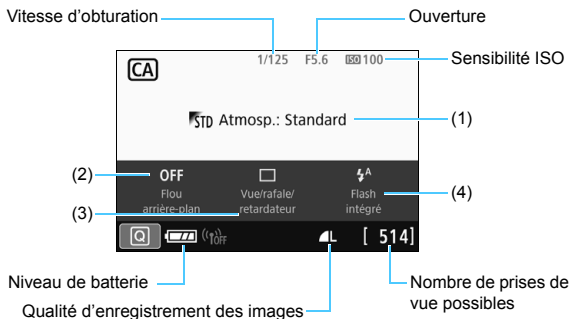 Vitesse d'obturation
Ouverture
CA
1/125 F5.6 ISO 100
Sensibilité ISO
STD Atmosp.: Standard
(1)
(2)
OFF
Flou
arrière-plan
Vue/rafale/
retardateur
A
Flash
intégré
(3)
(4)
Q
OFF
L
[ 514]
Niveau de batterie
Nombre de prises de
vue possibles
Qualité d'enregistrement des images